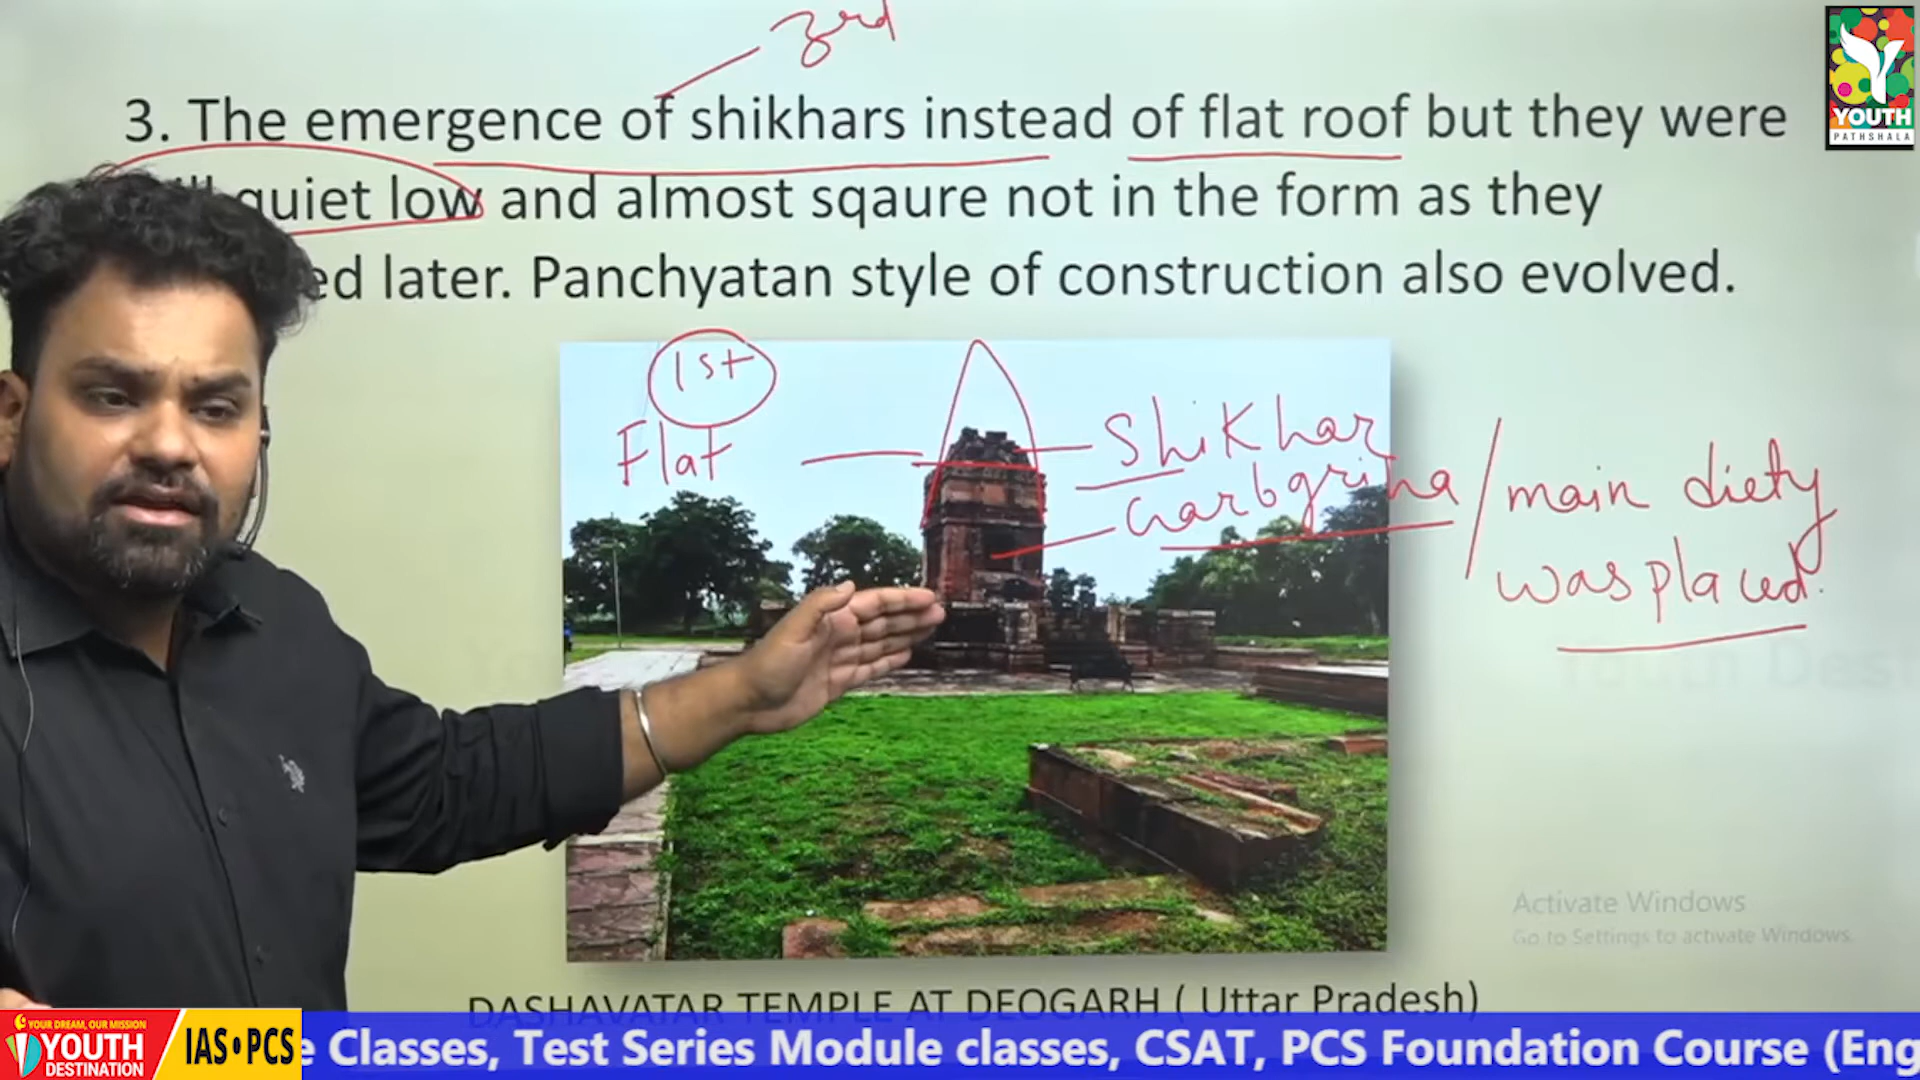 3rd
3. The emergence of shikhars instead of flat roof but they were
quiet low and almost sqaure not in the form as they
ed later. Panchyatan style of construction also evolved.
1st
Flat
Shikhar
Garbgriha / main diety
was placed.
YOUTH
PATHSHALA
Activate Windows
Go to Settings to activate Windows.
DASHAVATAR TEMPLE AT DEOGARH ( Uttar Pradesh)
YOUR DREAM, OUR MISSION
YOUTH
DESTINATION
IAS•PCS
e Classes, Test Series Module classes, CSAT, PCS Foundation Course (Eng